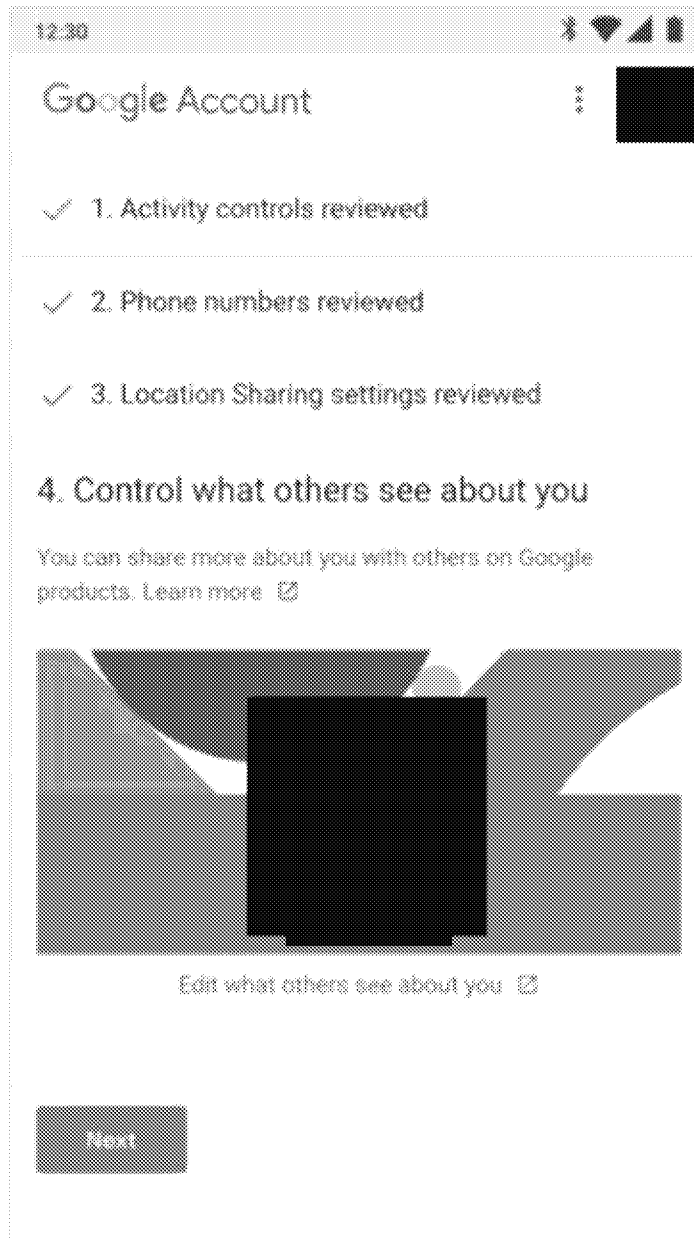 12:30
Google Account
1. Activity controls reviewed
2. Phone numbers reviewed
3. Location Sharing settings reviewed
4. Control what others see about you
You can share more about you with others on Google
products. Learn more
Edit what others see about you
Next